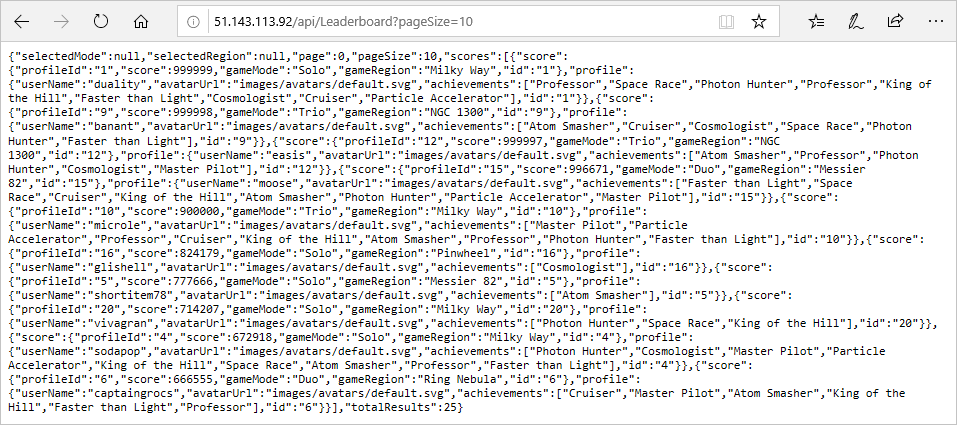 51.143.113.92/api/Leaderboard?pageSize=10
{"selectedMode":null,"selectedRegion":null,"page":0,"pageSize":10,"scores":[{"score":
{"profileId":"1","score":999999,"gameMode":"Solo","gameRegion":"Milky Way","id":"1"},"profile":
{"userName":"duality","avatarUrl":"images/avatars/default.svg","achievements":["Professor","Space Race","Photon Hunter","Professor","King of
the Hill","Faster than Light","Cosmologist","Cruiser","Particle Accelerator"],"id":"1"}},{"score":
{"profileId":"9","score":999998,"gameMode":"Trio","gameRegion":"NGC 1300","id":"9"},"profile":
{"userName":"banant","avatarUrl":"images/avatars/default.svg","achievements":["Atom Smasher","Cruiser","Cosmologist","Space Race","Photon
Hunter","Faster than Light"],"id":"9"}},{"score":{"profileId":"12","score":999997,"gameMode":"Trio","gameRegion":"NGC
1300","id":"12"},"profile":{"userName":"easis","avatarUrl":"images/avatars/default.svg","achievements":["Atom Smasher","Professor","Photon
Hunter","Cosmologist","Master Pilot"],"id":"12"}},{"score":{"profileId":"15","score":996671,"gameMode":"Duo","gameRegion":"Messier
82","id":"15"},"profile":{"userName":"moose","avatarUrl":"images/avatars/default.svg","achievements":["Faster than Light","Space
Race","Cruiser","King of the Hill","Atom Smasher","Photon Hunter","Particle Accelerator","Master Pilot"],"id":"15"}},{"score":
{"profileId":"10","score":900000,"gameMode":"Trio","gameRegion":"Milky Way","id":"10"},"profile":
{"userName":"microle","avatarUrl":"images/avatars/default.svg","achievements":["Master Pilot","Particle
Accelerator","Professor","Cruiser","King of the Hill","Atom Smasher","Professor","Photon Hunter","Faster than Light"],"id":"10"}},{"score":
{"profileId":"16","score":824179,"gameMode":"Solo","gameRegion":"Pinwheel","id":"16"},"profile":
{"userName":"glishell","avatarUrl":"images/avatars/default.svg","achievements":["Cosmologist"],"id":"16"}},{"score":
{"profileId":"5","score":777666,"gameMode":"Solo","gameRegion":"Messier 82","id":"5"},"profile":
{"userName":"shortitem78","avatarUrl":"images/avatars/default.svg","achievements":["Atom Smasher"],"id":"5"}},{"score":
{"profileId":"20","score":714207,"gameMode":"Solo","gameRegion":"Milky Way","id":"20"},"profile":
{"userName":"vivagran","avatarUrl":"images/avatars/default.svg","achievements":["Photon Hunter","Space Race","King of the Hill"],"id":"20"}},
{"score":{"profileId":"4","score":672918,"gameMode":"Solo","gameRegion":"Milky Way","id":"4"},"profile":
{"userName":"sodapop","avatarUrl":"images/avatars/default.svg","achievements":["Photon Hunter","Cosmologist","Master Pilot","Particle
Accelerator","King of the Hill","Space Race","Atom Smasher","Professor","Faster than Light"],"id":"4"}},{"score":
{"profileId":"6","score":666555,"gameMode":"Duo","gameRegion":"Ring Nebula","id":"6"},"profile":
{"userName":"captaingrocs","avatarUrl":"images/avatars/default.svg","achievements":["Cruiser","Master Pilot","Atom Smasher","King of the
Hill","Faster than Light","Professor"],"id":"6"}}],"totalResults":25}